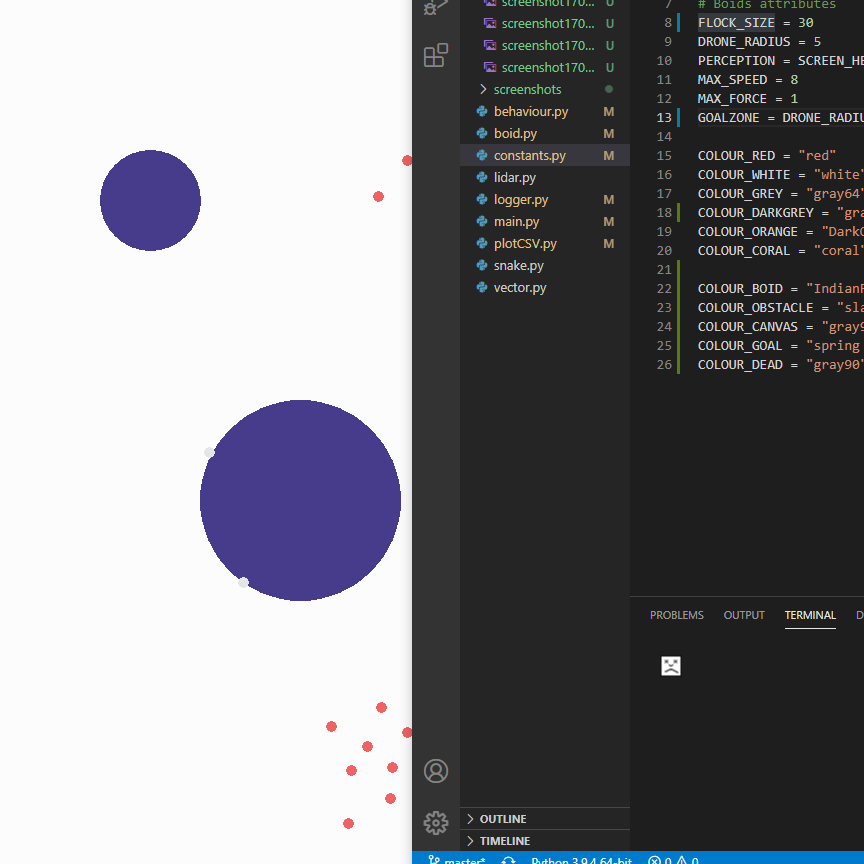 screenshot170... U
screenshot170... U
screenshot170... U
screenshot170... U
screenshots
behaviour.py M
boid.py M
constants.py M
lidar.py
logger.py M
main.py M
plotCSV.py M
snake.py
vector.py
OUTLINE
TIMELINE
7 # Boids attributes
8 FLOCK_SIZE = 30
9 DRONE_RADIUS = 5
10 PERCEPTION = SCREEN_HE
11 MAX_SPEED = 8
12 MAX_FORCE = 1
13 GOALZONE = DRONE_RADIU
14
15 COLOUR_RED = "red"
16 COLOUR_WHITE = "white"
17 COLOUR_GREY = "gray64"
18 COLOUR_DARKGREY = "gra
19 COLOUR_ORANGE = "DarkO
20 COLOUR_CORAL = "coral"
21
22 COLOUR_BOID = "IndianR
23 COLOUR_OBSTACLE = "sla
24 COLOUR_CANVAS = "gray9
25 COLOUR_GOAL = "spring
26 COLOUR_DEAD = "gray90"
PROBLEMS OUTPUT TERMINAL D
master* Python 3.9.4 64-bit 0 0